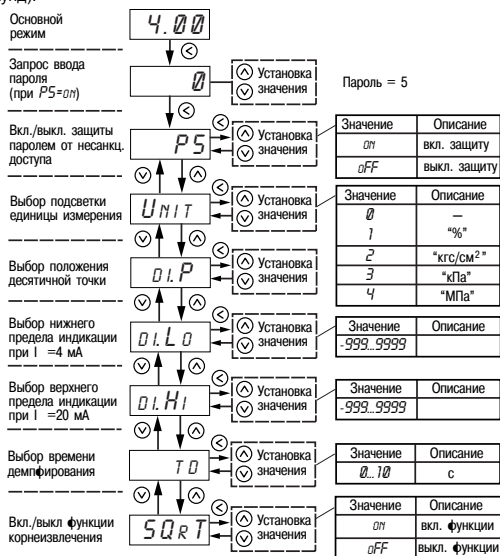 унд).
Основной
режим
4.00
Запрос ввода
пароля
(при PS=on)
0
Установка
значения
Пароль = 5
Вкл./выкл. защиты
паролем от несанкц.
доступа
PS
Установка
значения
Значение Описание
on вкл. защиту
oFF выкл. защиту
Выбор подсветки
единицы измерения
UNIT
Установка
значения
Значение Описание
0 —
1 “%”
2 “кгс/см²”
3 “кПа”
4 “МПа”
Выбор положения
десятичной точки
DI.P
Установка
значения
Выбор нижнего
предела индикации
при I =4 мА
DI.Lo
Установка
значения
Значение Описание
-999...9999
Выбор верхнего
предела индикации
при I =20 мА
DI.HI
Установка
значения
Значение Описание
-999...9999
Выбор времени
демпфирования
TD
Установка
значения
Значение Описание
0...10 с
Вкл./выкл функции
корнеизвлечения
SQRT
Установка
значения
Значение Описание
on вкл. функции
oFF выкл. функции